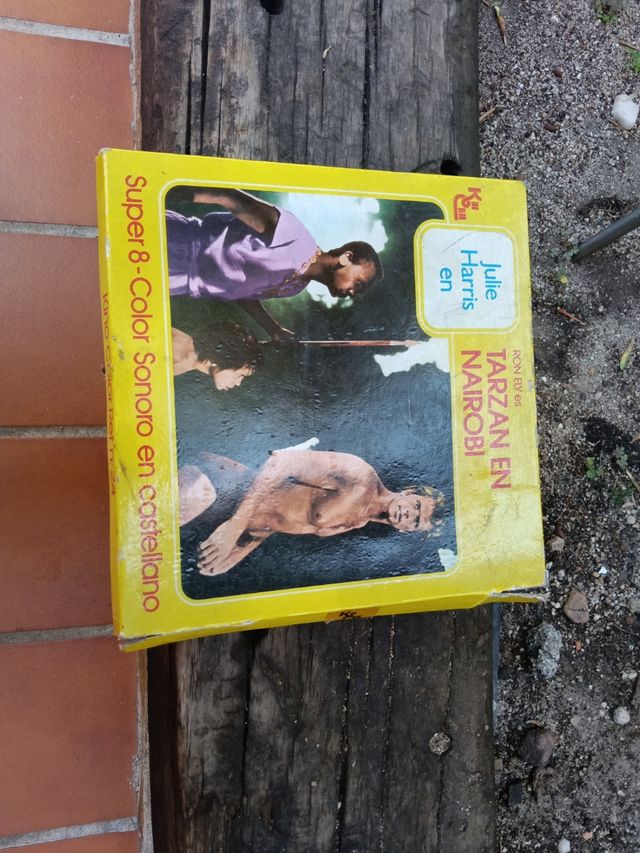 Julie
Harris
en
RON ELY es
TARZAN EN
NAIROBI
Super 8-Color Sonoro en castellano